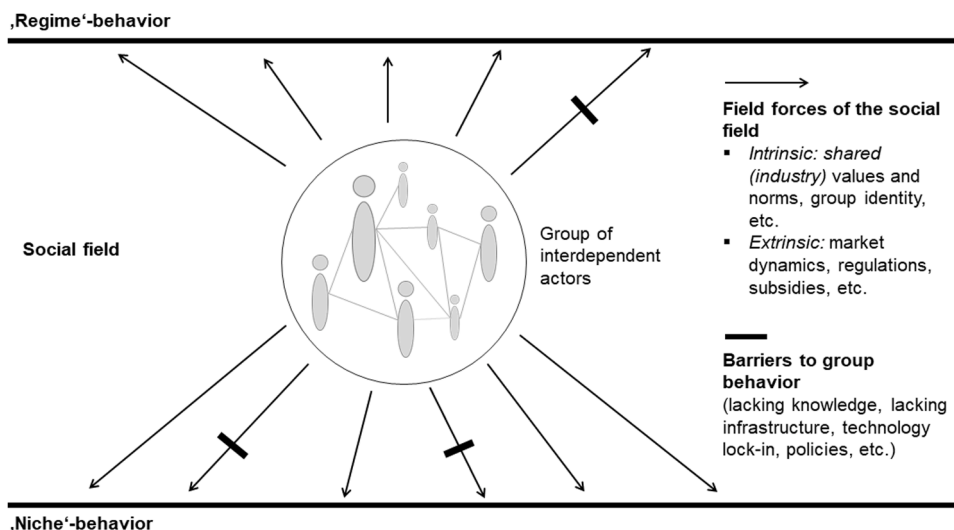 ‚Regime‘-behavior
Field forces of the social
field
▪ Intrinsic: shared
(industry) values and
norms, group identity,
etc.
▪ Extrinsic: market
dynamics, regulations,
subsidies, etc.
Social field
Group of
interdependent
actors
Barriers to group
behavior
(lacking knowledge, lacking
infrastructure, technology
lock-in, policies, etc.)
‚Niche‘-behavior